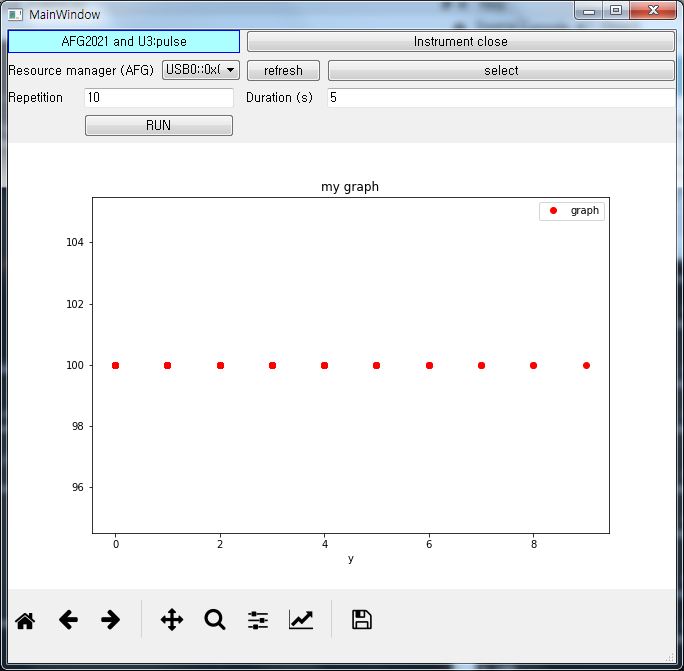 MainWindow
AFG2021 and U3:pulse
Instrument close
Resource manager (AFG)
USB0::0x(
refresh
select
Repetition
10
Duration (s)
5
RUN
my graph
graph
104
102
100
98
96
0 2 4 6 8
y